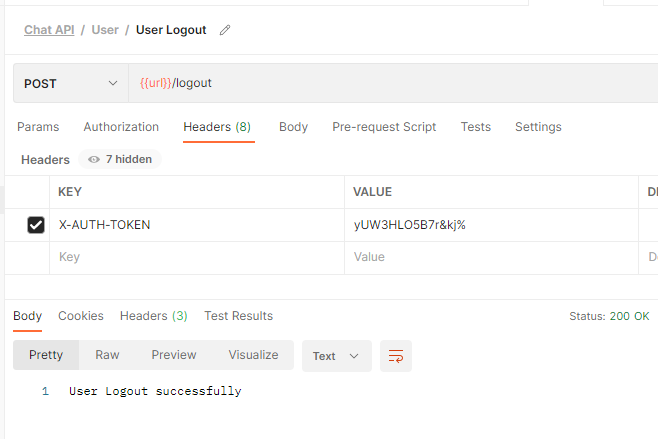 Chat API / User / User Logout
POST {{url}}/logout
Params Authorization Headers (8) Body Pre-request Script Tests Settings
Headers 7 hidden
KEY VALUE
X-AUTH-TOKEN yUW3HLO5B7r&kj%
Key Value
Body Cookies Headers (3) Test Results Status: 200 OK
Pretty Raw Preview Visualize Text
1 User Logout successfully